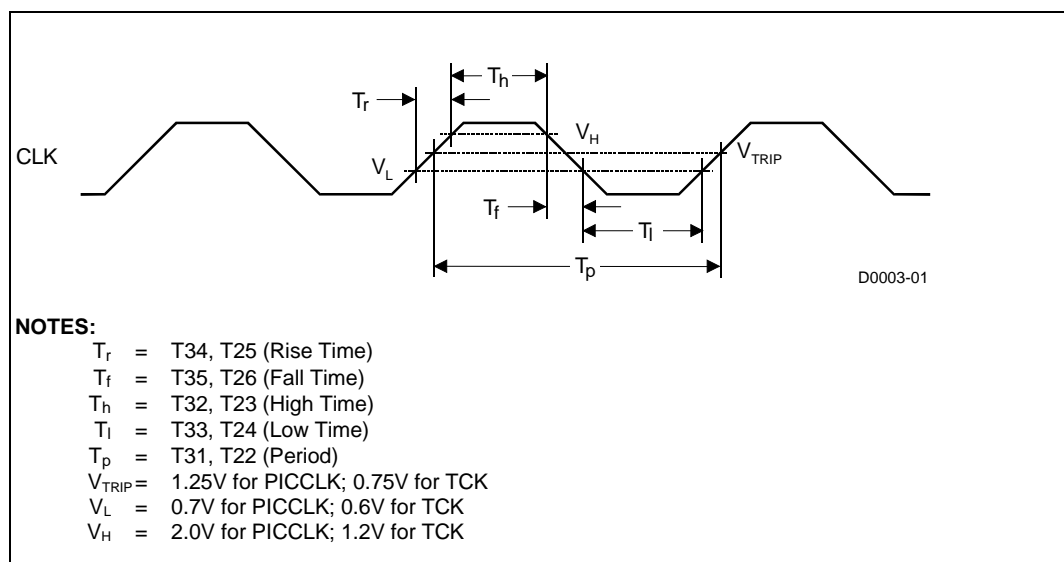 Th
Tr
VH
CLK
VL
VTRIP
Tf
Tl
Tp
D0003-01
NOTES:
Tr = T34, T25 (Rise Time)
Tf = T35, T26 (Fall Time)
Th = T32, T23 (High Time)
Tl = T33, T24 (Low Time)
Tp = T31, T22 (Period)
VTRIP = 1.25V for PICCLK; 0.75V for TCK
VL = 0.7V for PICCLK; 0.6V for TCK
VH = 2.0V for PICCLK; 1.2V for TCK